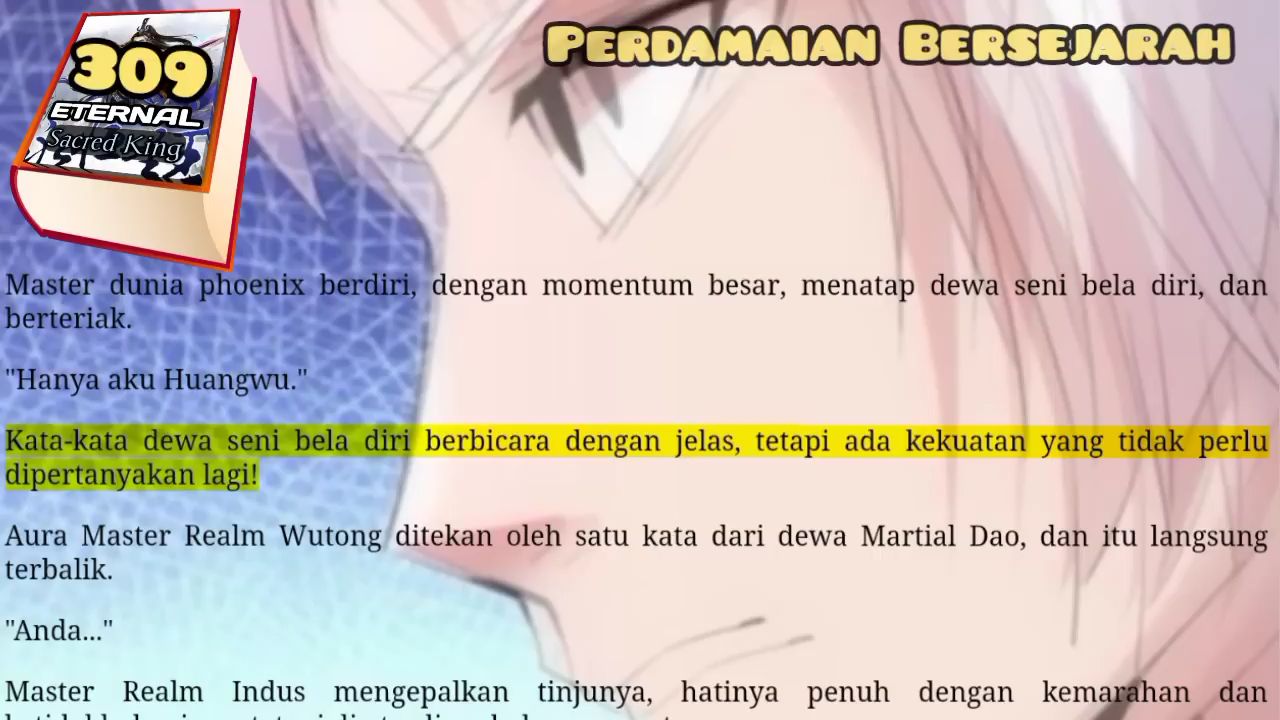 309
ETERNAL
Sacred King
Perdamaian Bersejarah
Master dunia phoenix berdiri, dengan momentum besar, menatap dewa seni bela diri, dan
berteriak.
"Hanya aku Huangwu."
Kata-kata dewa seni bela diri berbicara dengan jelas, tetapi ada kekuatan yang tidak perlu
dipertanyakan lagi!
Aura Master Realm Wutong ditekan oleh satu kata dari dewa Martial Dao, dan itu langsung
terbalik.
"Anda..."
Master Realm Indus mengepalkan tinjunya, hatinya penuh dengan kemarahan dan